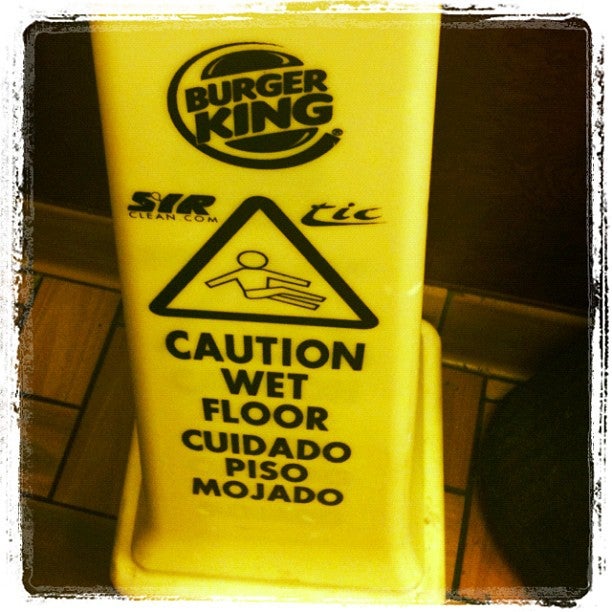 BURGER
KING®
SYR tic
CLEAN.COM
CAUTION
WET
FLOOR
CUIDADO
PISO
MOJADO